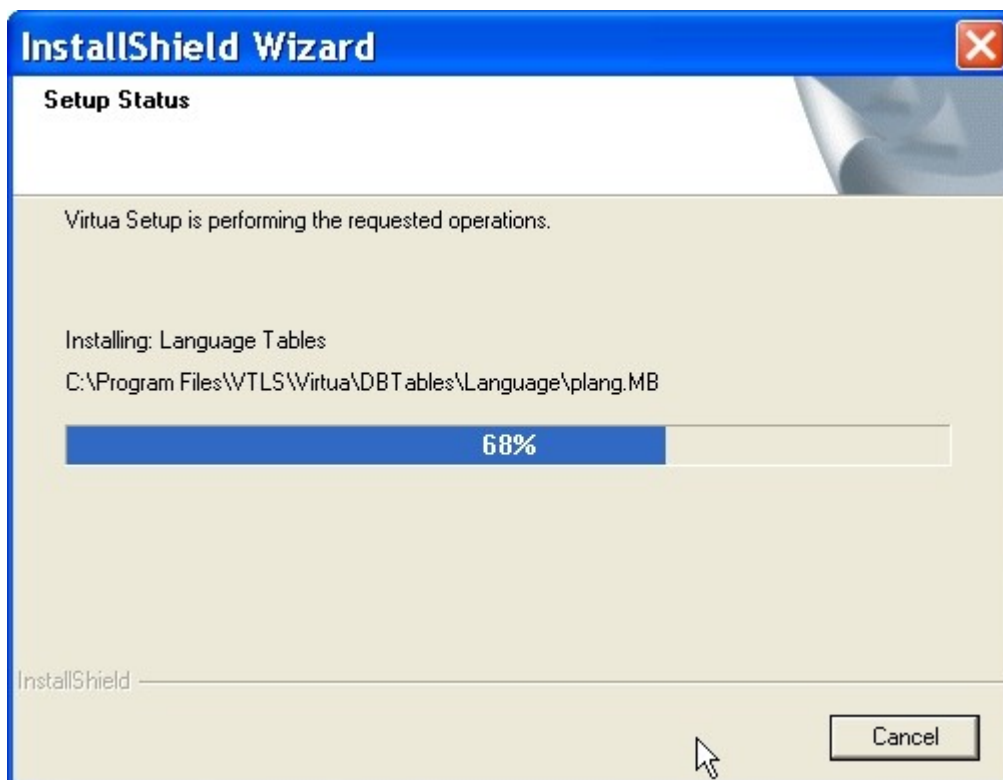 InstallShield Wizard
Setup Status
Virtua Setup is performing the requested operations.
Installing: Language Tables
C:\Program Files\VTLS\Virtua\DBTables\Language\plang.MB
68%
InstallShield
Cancel